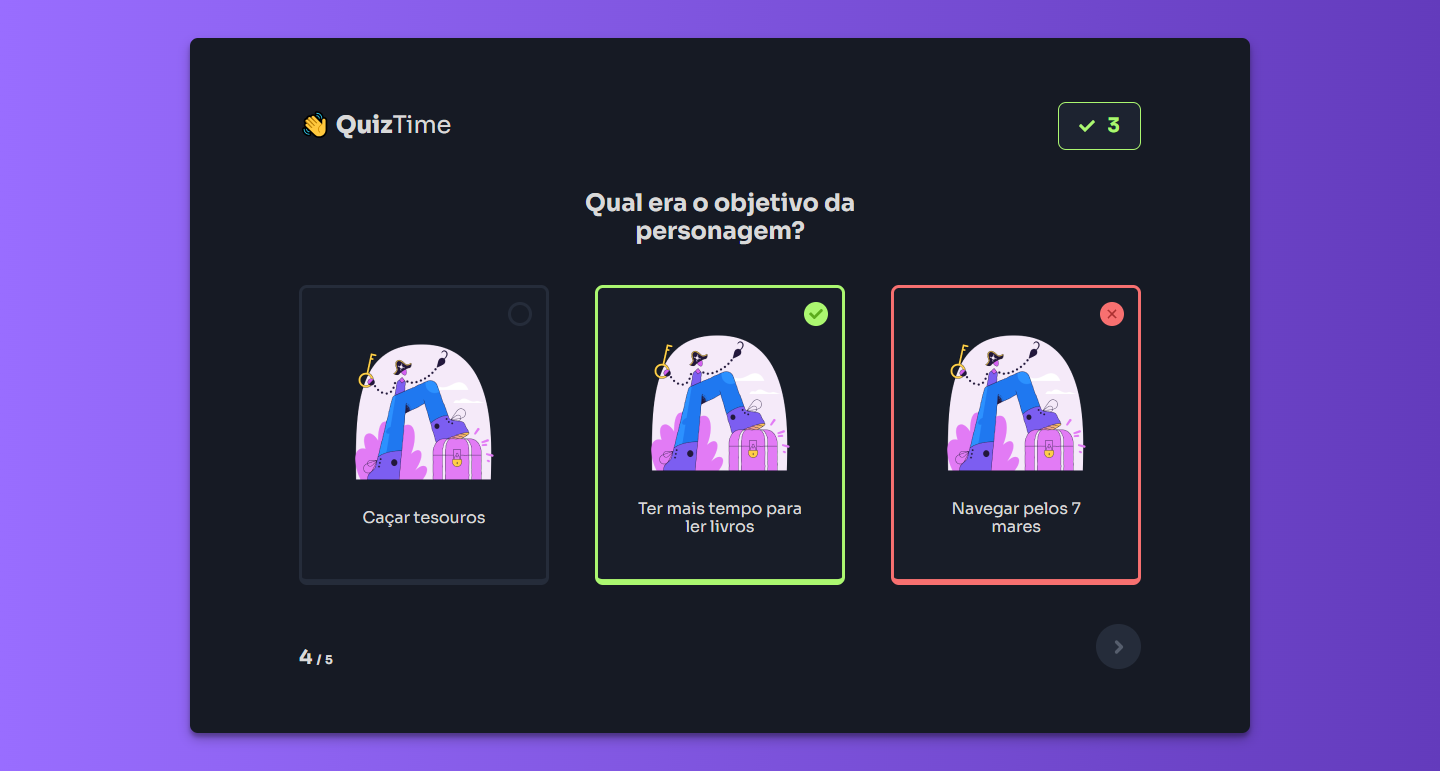 QuizTime
3
Qual era o objetivo da
personagem?
Caçar tesouros
Ter mais tempo para
ler livros
Navegar pelos 7
mares
4 / 5